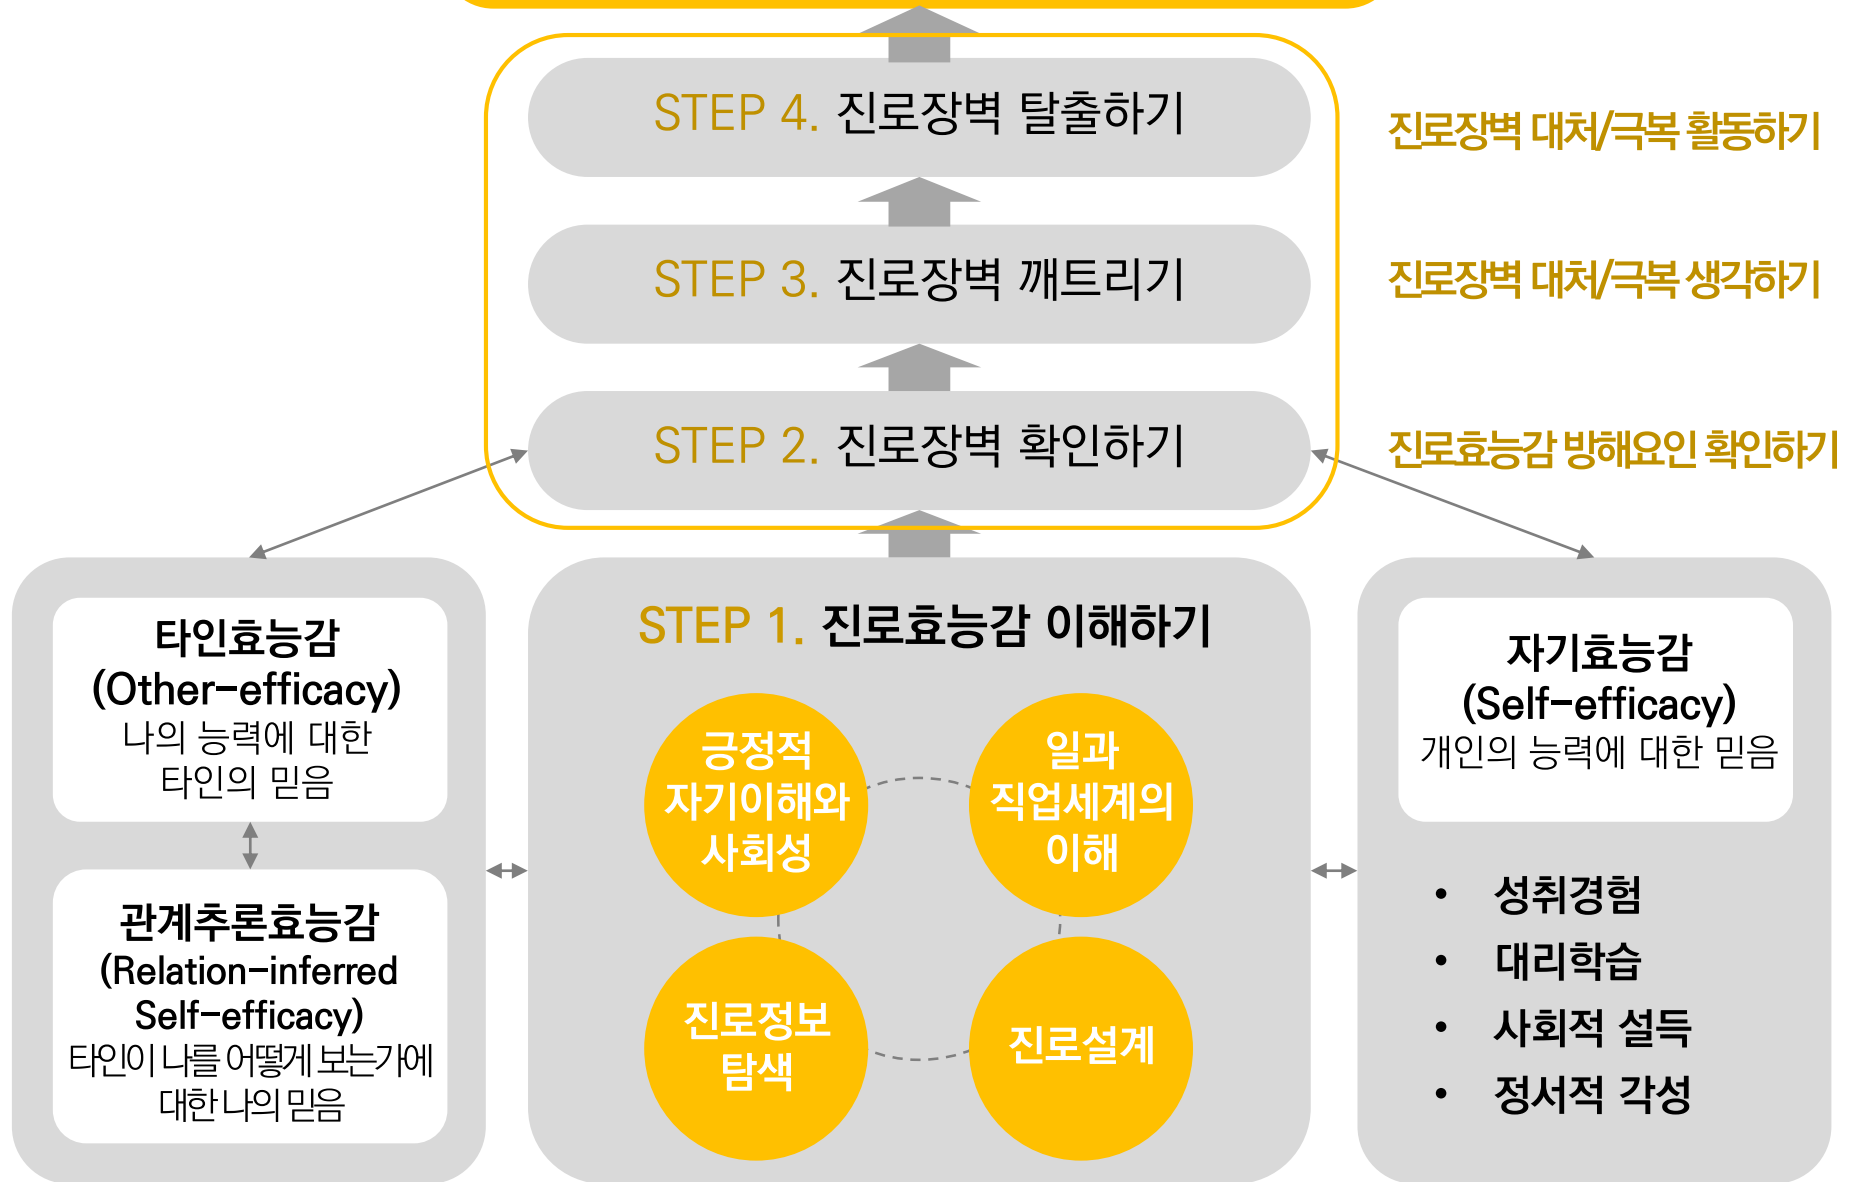 STEP 4. 진로장벽 탈출하기
진로장벽 대처/극복 활동하기
STEP 3. 진로장벽 깨트리기
진로장벽 대처/극복 생각하기
STEP 2. 진로장벽 확인하기
진로효능감 방해요인 확인하기
타인효능감
(Other-efficacy)
나의 능력에 대한
타인의 믿음
관계추론효능감
(Relation-inferred
Self-efficacy)
타인이 나를 어떻게 보는가에
대한 나의 믿음
STEP 1. 진로효능감 이해하기
긍정적
자기이해와
사회성
일과
직업세계의
이해
진로정보
탐색
진로설계
자기효능감
(Self-efficacy)
개인의 능력에 대한 믿음
• 성취경험
• 대리학습
• 사회적 설득
• 정서적 각성